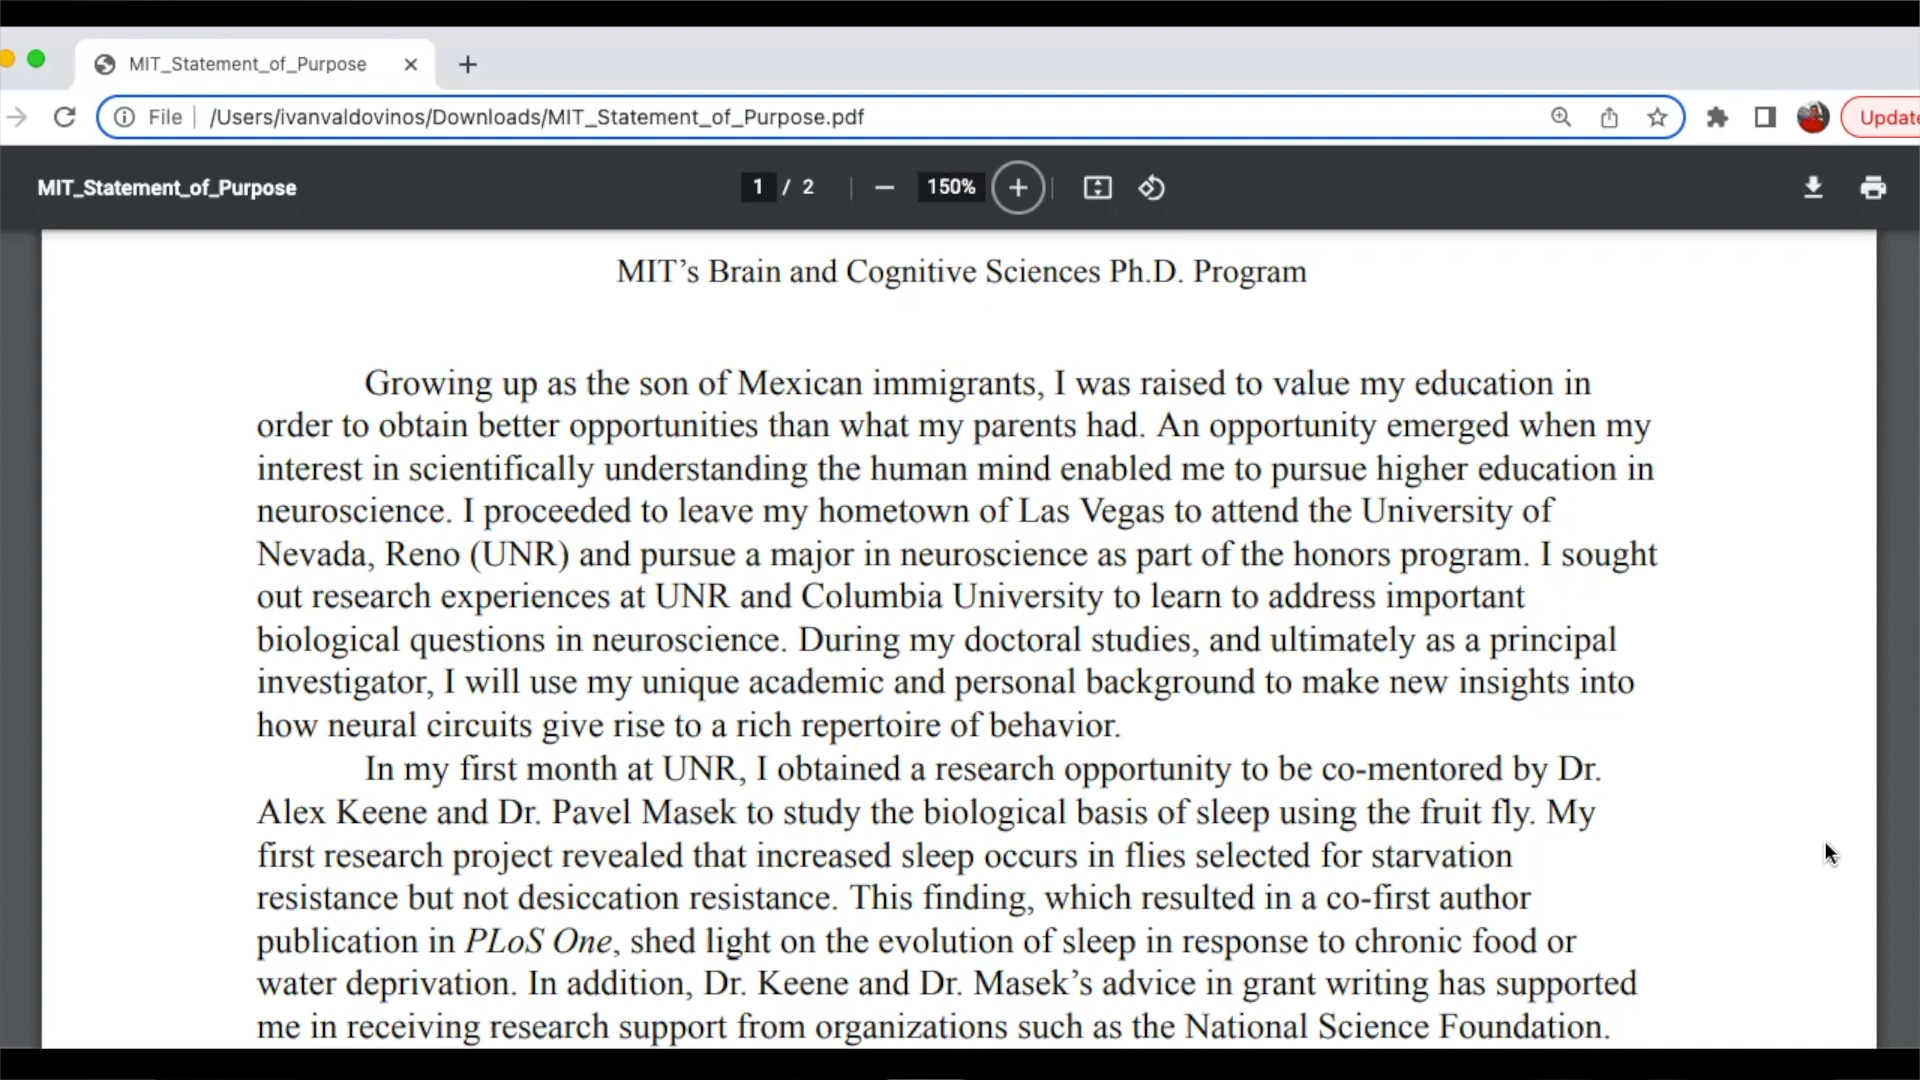 MIT_Statement_of_Purpose
File
/Users/ivanvaldovinos/Downloads/MIT_Statement_of_Purpose.pdf
Update
MIT_Statement_of_Purpose
1 / 2
150%
MIT’s Brain and Cognitive Sciences Ph.D. Program
Growing up as the son of Mexican immigrants, I was raised to value my education in
order to obtain better opportunities than what my parents had. An opportunity emerged when my
interest in scientifically understanding the human mind enabled me to pursue higher education in
neuroscience. I proceeded to leave my hometown of Las Vegas to attend the University of
Nevada, Reno (UNR) and pursue a major in neuroscience as part of the honors program. I sought
out research experiences at UNR and Columbia University to learn to address important
biological questions in neuroscience. During my doctoral studies, and ultimately as a principal
investigator, I will use my unique academic and personal background to make new insights into
how neural circuits give rise to a rich repertoire of behavior.
In my first month at UNR, I obtained a research opportunity to be co-mentored by Dr.
Alex Keene and Dr. Pavel Masek to study the biological basis of sleep using the fruit fly. My
first research project revealed that increased sleep occurs in flies selected for starvation
resistance but not desiccation resistance. This finding, which resulted in a co-first author
publication in PLoS One, shed light on the evolution of sleep in response to chronic food or
water deprivation. In addition, Dr. Keene and Dr. Masek’s advice in grant writing has supported
me in receiving research support from organizations such as the National Science Foundation.